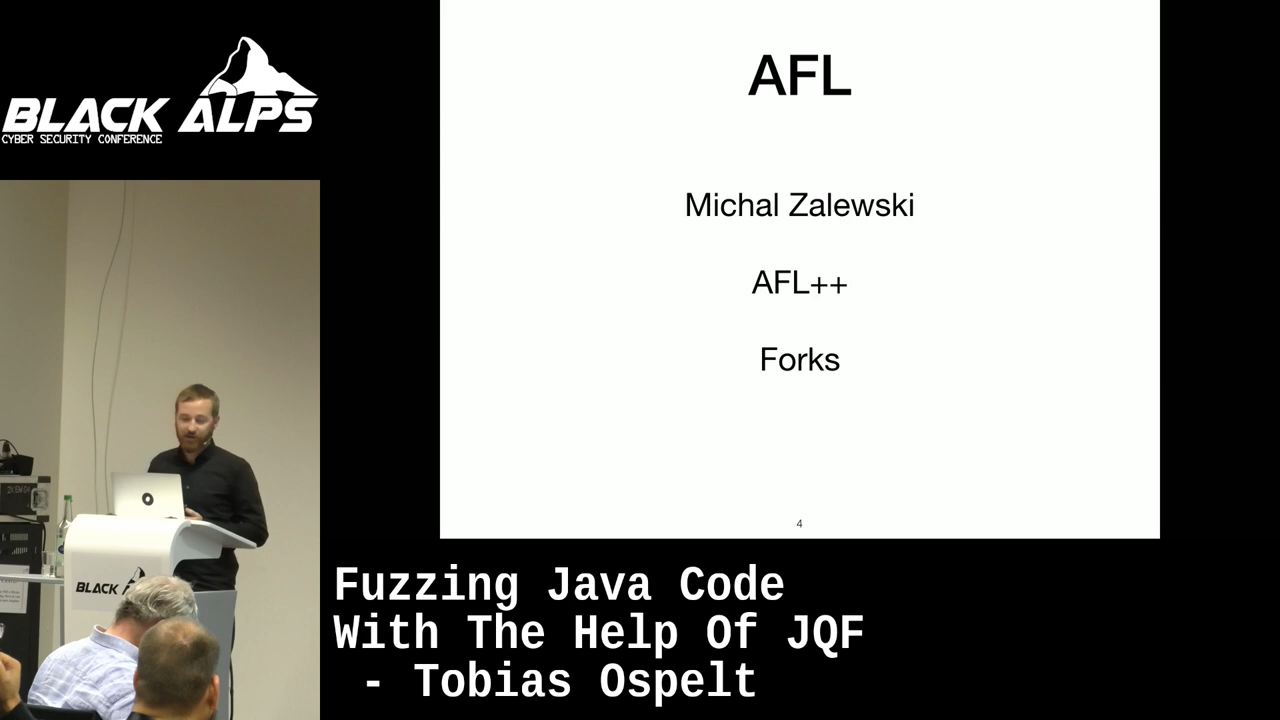 BLACK ALPS
CYBER SECURITY CONFERENCE
AFL
Michal Zalewski
AFL++
Forks
4
BLACK
Fuzzing Java Code
With The Help Of JQF
- Tobias Ospelt